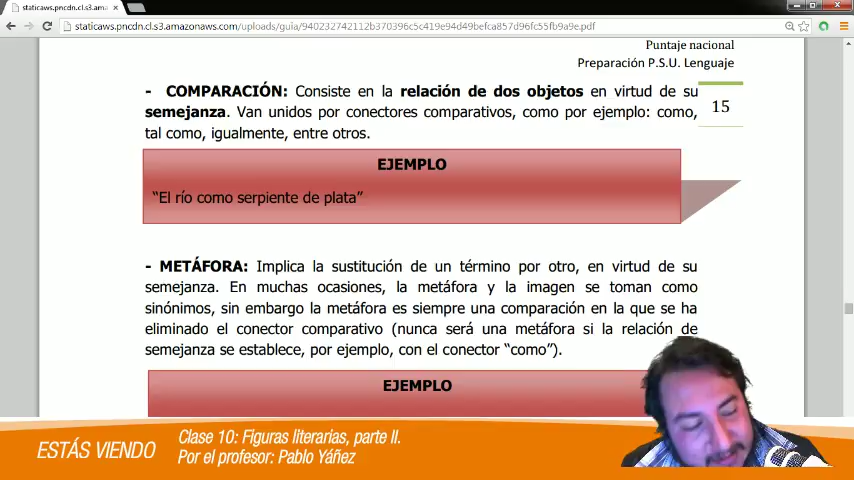 staticaws.pncdn.cl.s3.ama
staticaws.pncdn.cl.s3.amazonaws.com/uploads/guia/940232742112b370396c5c419e94d49befca857d96fc55fb9a9e.pdf
Puntaje nacional
Preparación P.S.U. Lenguaje
15
- COMPARACIÓN: Consiste en la relación de dos objetos en virtud de su
semejanza. Van unidos por conectores comparativos, como por ejemplo: como,
tal como, igualmente, entre otros.
EJEMPLO
“El río como serpiente de plata”
- METÁFORA: Implica la sustitución de un término por otro, en virtud de su
semejanza. En muchas ocasiones, la metáfora y la imagen se toman como
sinónimos, sin embargo la metáfora es siempre una comparación en la que se ha
eliminado el conector comparativo (nunca será una metáfora si la relación de
semejanza se establece, por ejemplo, con el conector “como”).
EJEMPLO
ESTÁS VIENDO
Clase 10: Figuras literarias, parte II.
Por el profesor: Pablo Yáñez